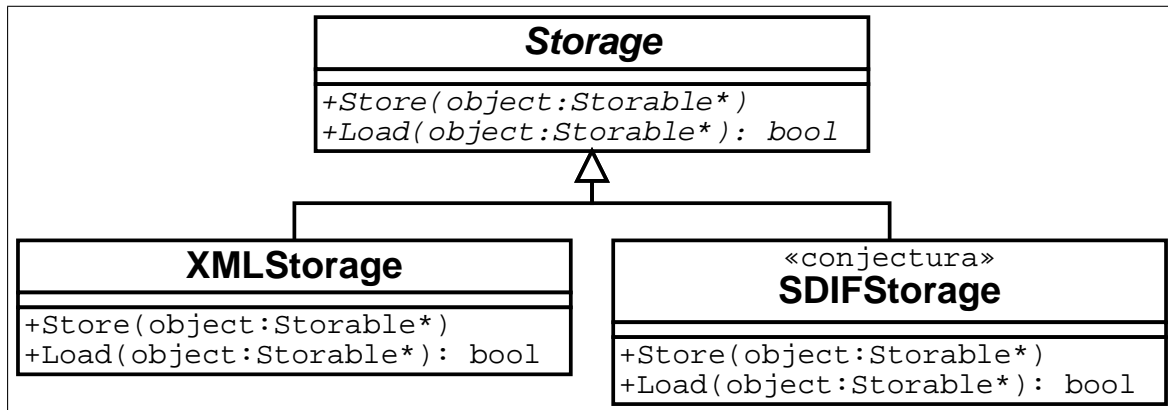 Storage
+Store(object:Storable*)
+Load(object:Storable*): bool
XMLStorage
+Store(object:Storable*)
+Load(object:Storable*): bool
«conjectura»
SDIFStorage
+Store(object:Storable*)
+Load(object:Storable*): bool